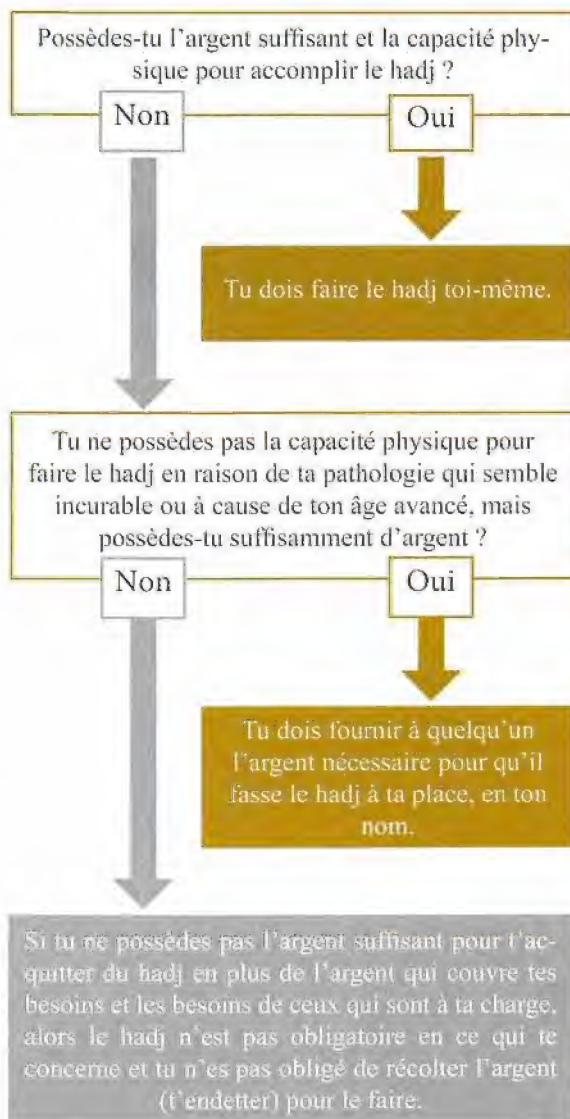 Possèdes-tu l'argent suffisant et la capacité phy-
sique pour accomplir le hadj ?
Non
Oui
Tu dois faire le hadj toi-même.
Tu ne possèdes pas la capacité physique pour
faire le hadj en raison de ta pathologie qui semble
incurable ou à cause de ton âge avancé, mais
possèdes-tu suffisamment d'argent ?
Non
Oui
Tu dois fournir à quelqu'un
l'argent nécessaire pour qu'il
fasse le hadj à ta place, en ton
nom.
Si tu ne possèdes pas l'argent suffisant pour t'ac-
quitter du hadj en plus de l'argent qui couvre tes
besoins et les besoins de ceux qui sont à ta charge,
alors le hadj n'est pas obligatoire en ce qui te
concerne et tu n'es pas obligé de récolter l'argent
(t'endetter) pour le faire.